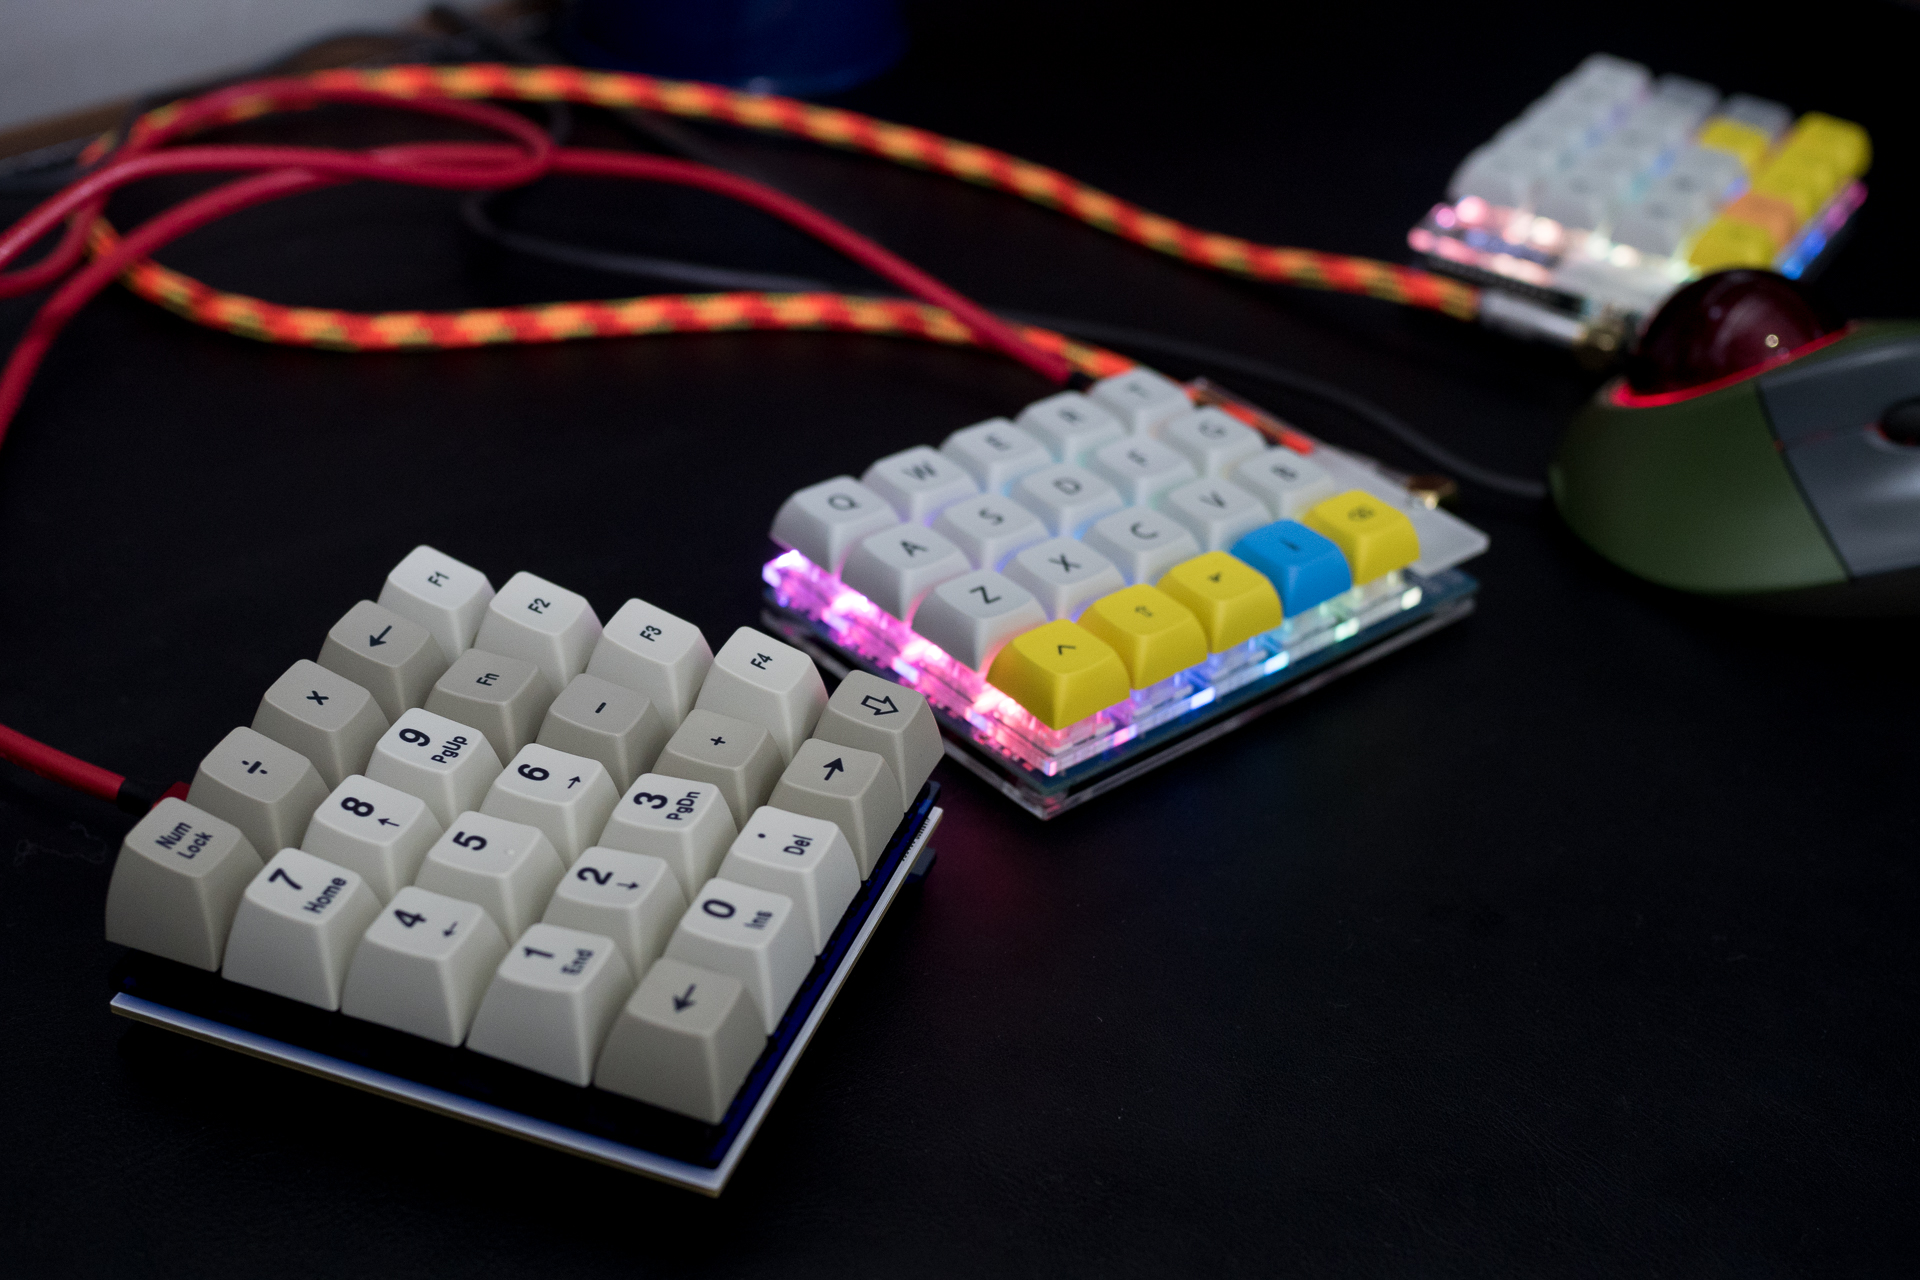 F1
F2
F3
F4
⇨
←
Fn
-
+
↑
×
9
PgUp
6
→
3
PgDn
.
Del
÷
8
↑
5
2
↓
0
Ins
Num
Lock
7
Home
4
←
1
End
←
Q
W
E
R
T
A
S
D
F
G
Z
X
C
V
B
^
⇧